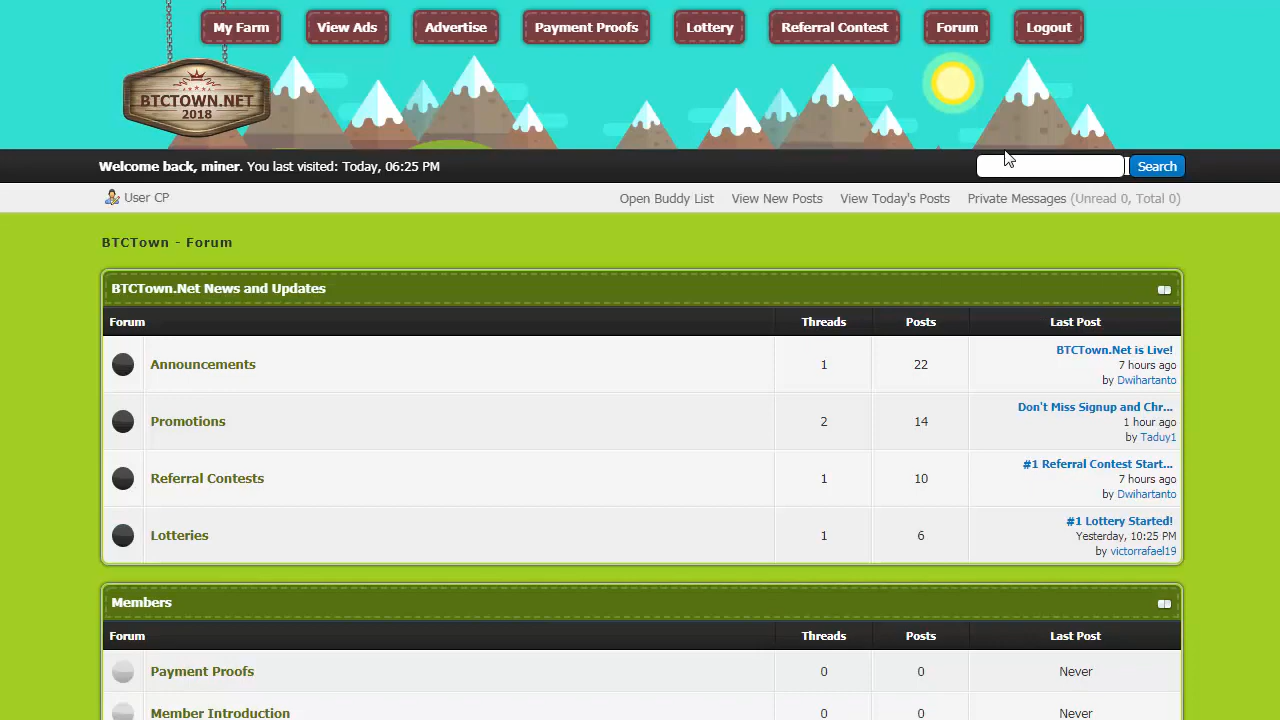 My Farm
View Ads
Advertise
Payment Proofs
Lottery
Referral Contest
Forum
Logout
BTCTOWN.NET
2018
Welcome back, miner. You last visited: Today, 06:25 PM
Search
User CP
Open Buddy List
View New Posts
View Today's Posts
Private Messages (Unread 0, Total 0)
BTCTown - Forum
BTCTown.Net News and Updates
Forum Threads Posts Last Post
Announcements 1 22
BTCTown.Net is Live!
7 hours ago
by Dwihartanto
Promotions 2 14
Don't Miss Signup and Chr...
1 hour ago
by Taduy1
Referral Contests 1 10
#1 Referral Contest Start...
7 hours ago
by Dwihartanto
Lotteries 1 6
#1 Lottery Started!
Yesterday, 10:25 PM
by victorrafael19
Members
Forum Threads Posts Last Post
Payment Proofs 0 0 Never
Member Introduction 0 0 Never